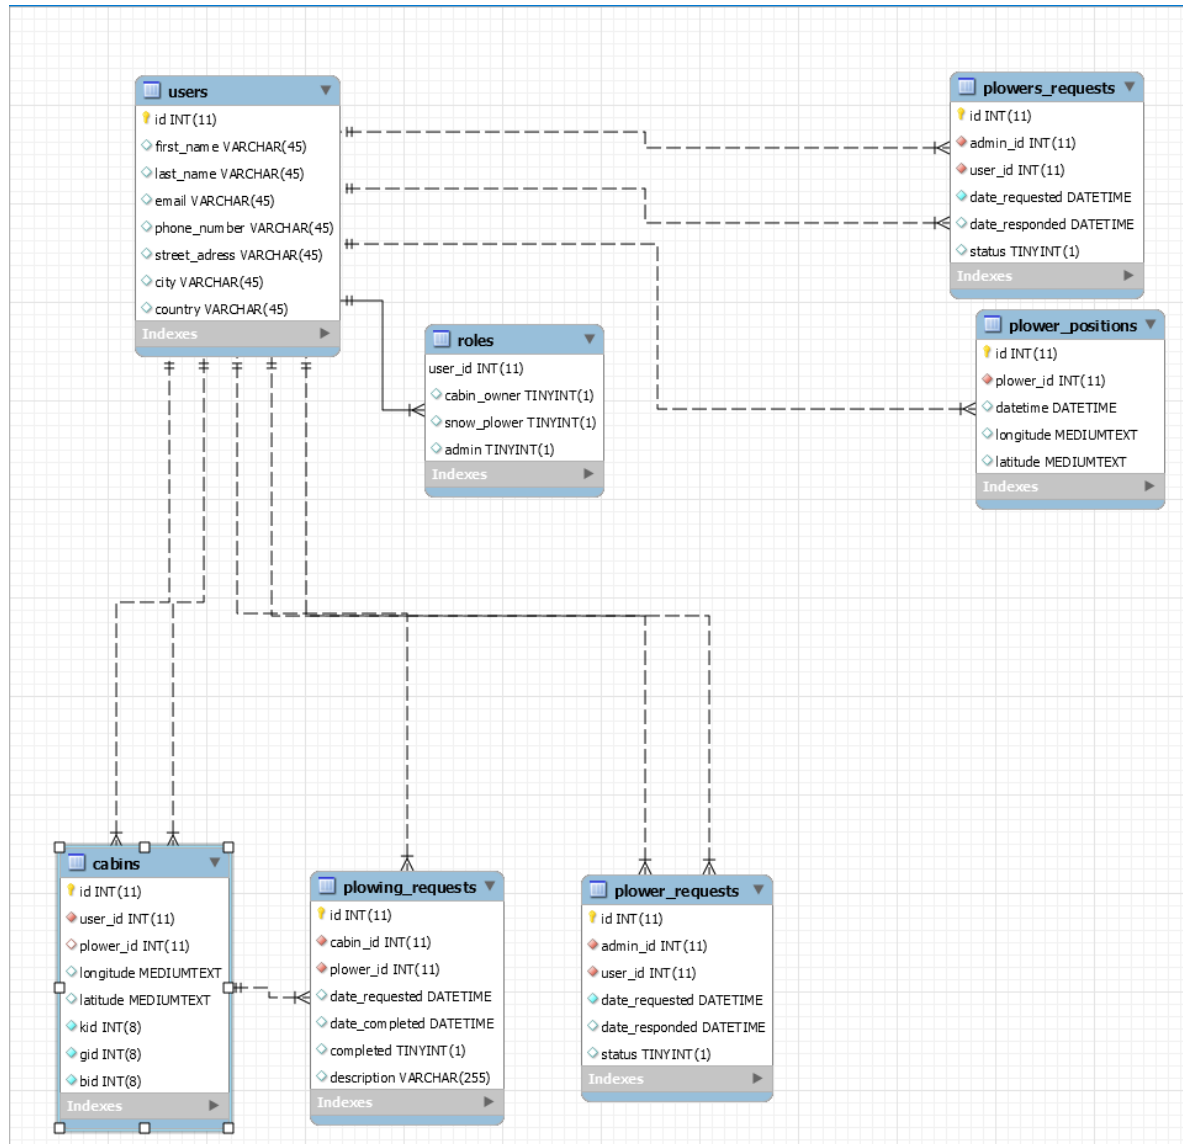 users
id INT(11)
first_name VARCHAR(45)
last_name VARCHAR(45)
email VARCHAR(45)
phone_number VARCHAR(45)
street_adress VARCHAR(45)
city VARCHAR(45)
country VARCHAR(45)
Indexes
plowers_requests
id INT(11)
admin_id INT(11)
user_id INT(11)
date_requested DATETIME
date_responded DATETIME
status TINYINT(1)
Indexes
roles
user_id INT(11)
cabin_owner TINYINT(1)
snow_plower TINYINT(1)
admin TINYINT(1)
Indexes
plower_positions
id INT(11)
plower_id INT(11)
datetime DATETIME
longitude MEDIUMTEXT
latitude MEDIUMTEXT
Indexes
cabins
id INT(11)
user_id INT(11)
plower_id INT(11)
longitude MEDIUMTEXT
latitude MEDIUMTEXT
kid INT(8)
gid INT(8)
bid INT(8)
Indexes
plowing_requests
id INT(11)
cabin_id INT(11)
plower_id INT(11)
date_requested DATETIME
date_completed DATETIME
completed TINYINT(1)
description VARCHAR(255)
Indexes
plower_requests
id INT(11)
admin_id INT(11)
user_id INT(11)
date_requested DATETIME
date_responded DATETIME
status TINYINT(1)
Indexes